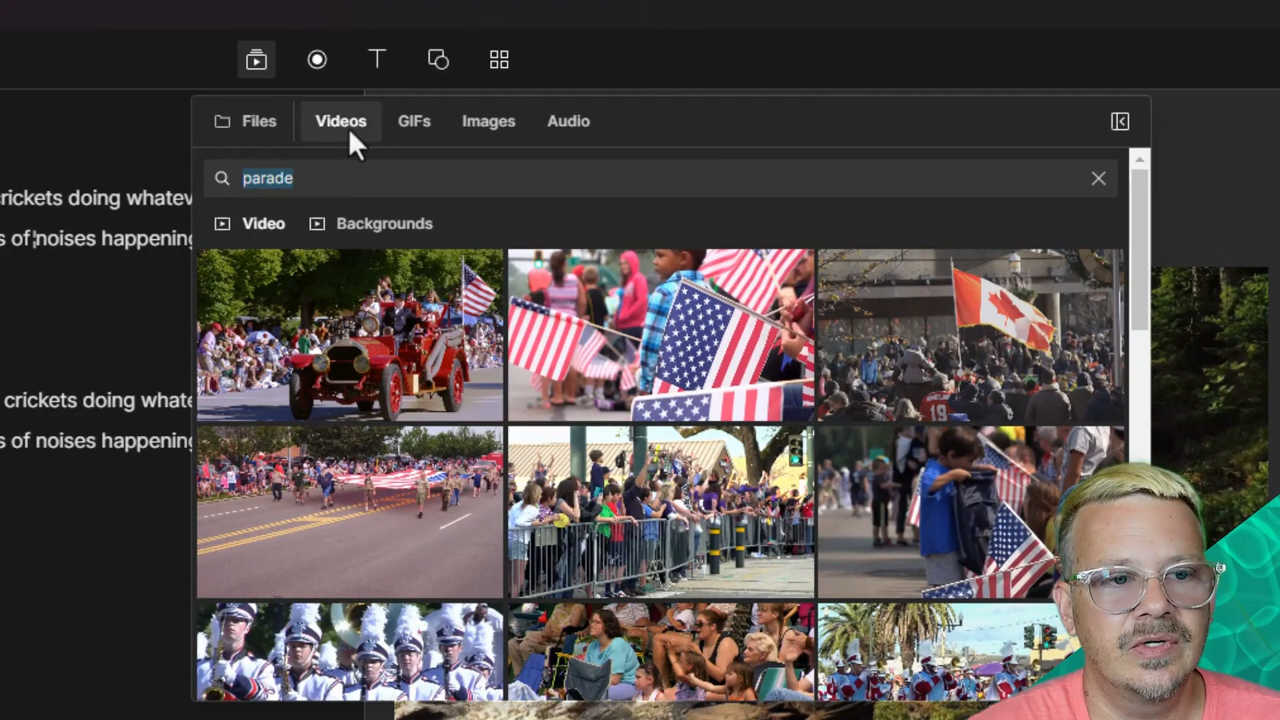 Files Videos GIFs Images Audio
parade
Video Backgrounds
crickets doing whatev
s of noises happening
crickets doing whate
s of noises happening
19